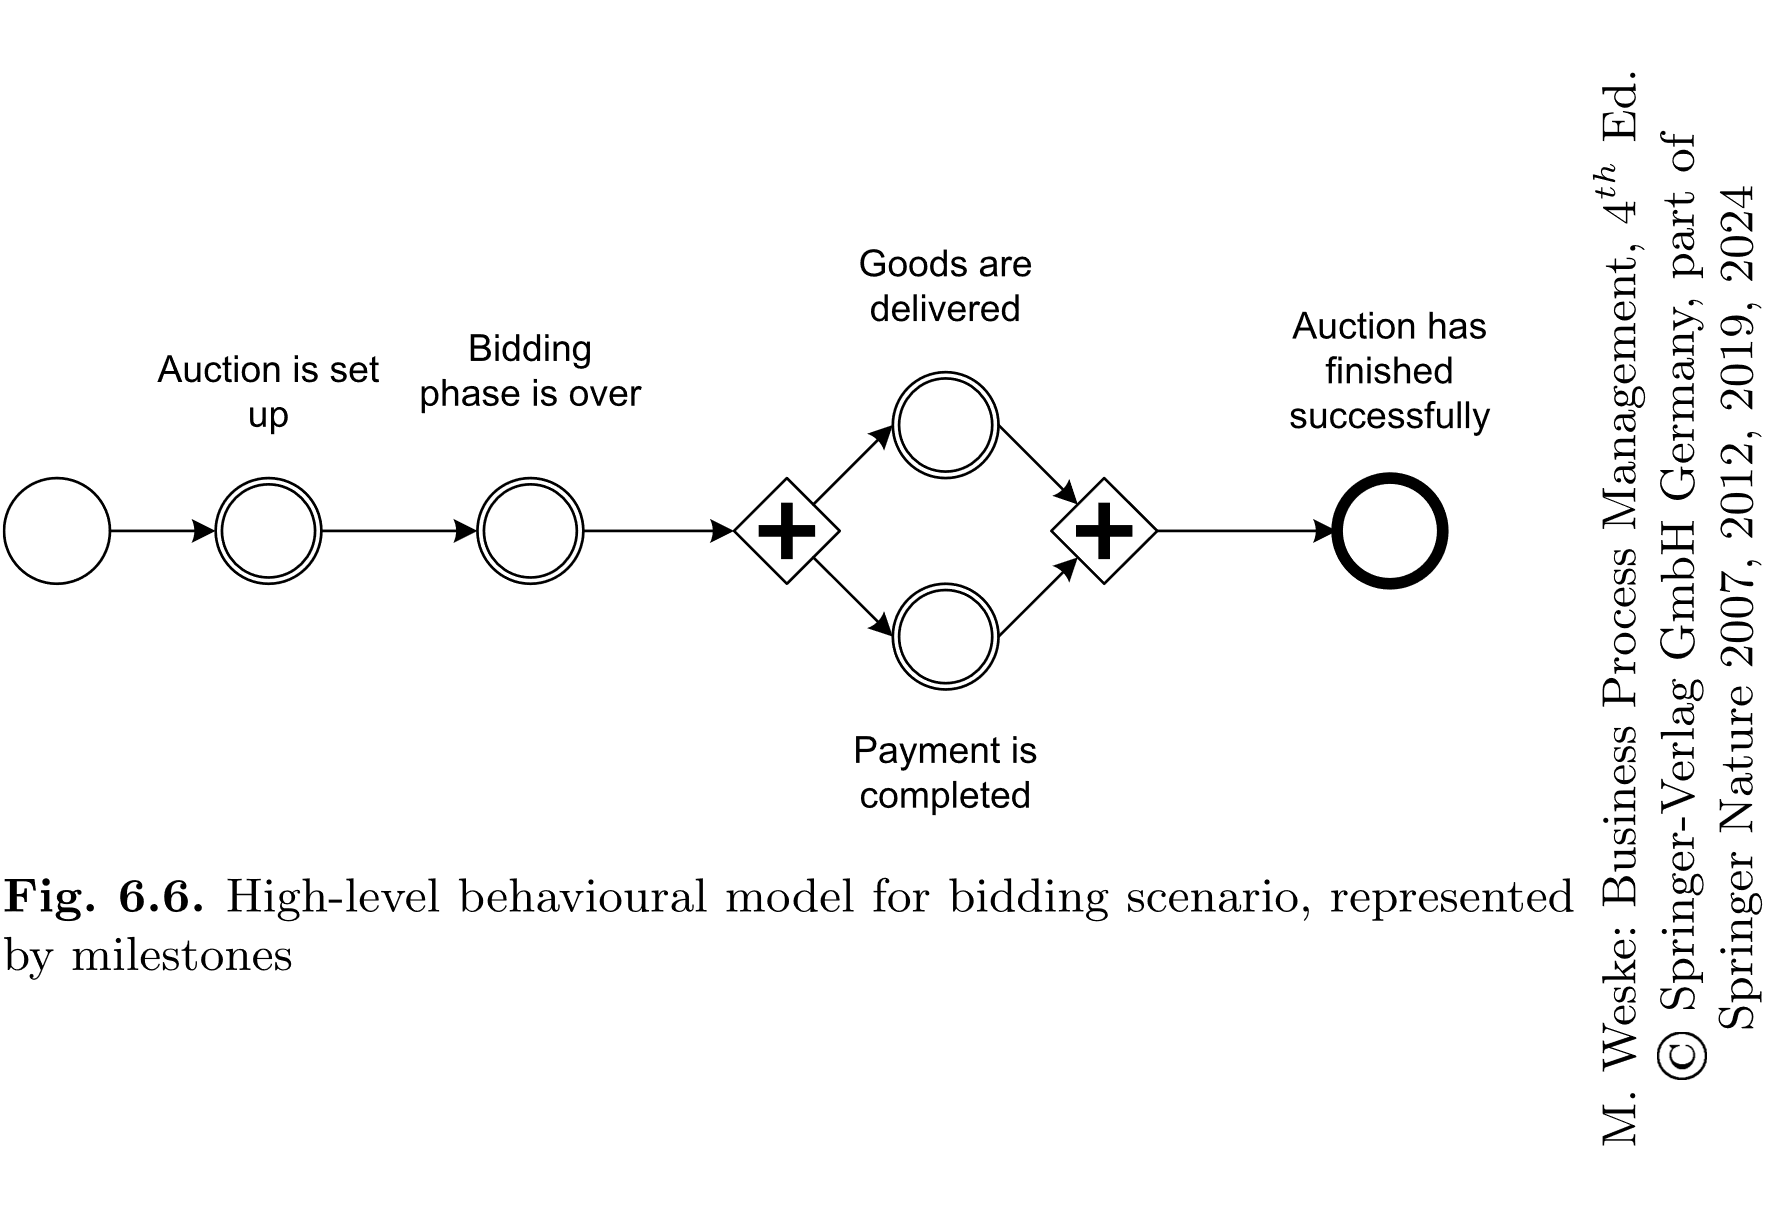 Goods are
delivered
Auction has
finished
successfully
Bidding
phase is over
Auction is set
up
Payment is
completed
Fig. 6.6. High-level behavioural model for bidding scenario, represented
by milestones
M. Weske: Business Process Management, 4th Ed.
© Springer-Verlag GmbH Germany, part of
Springer Nature 2007, 2012, 2019, 2024